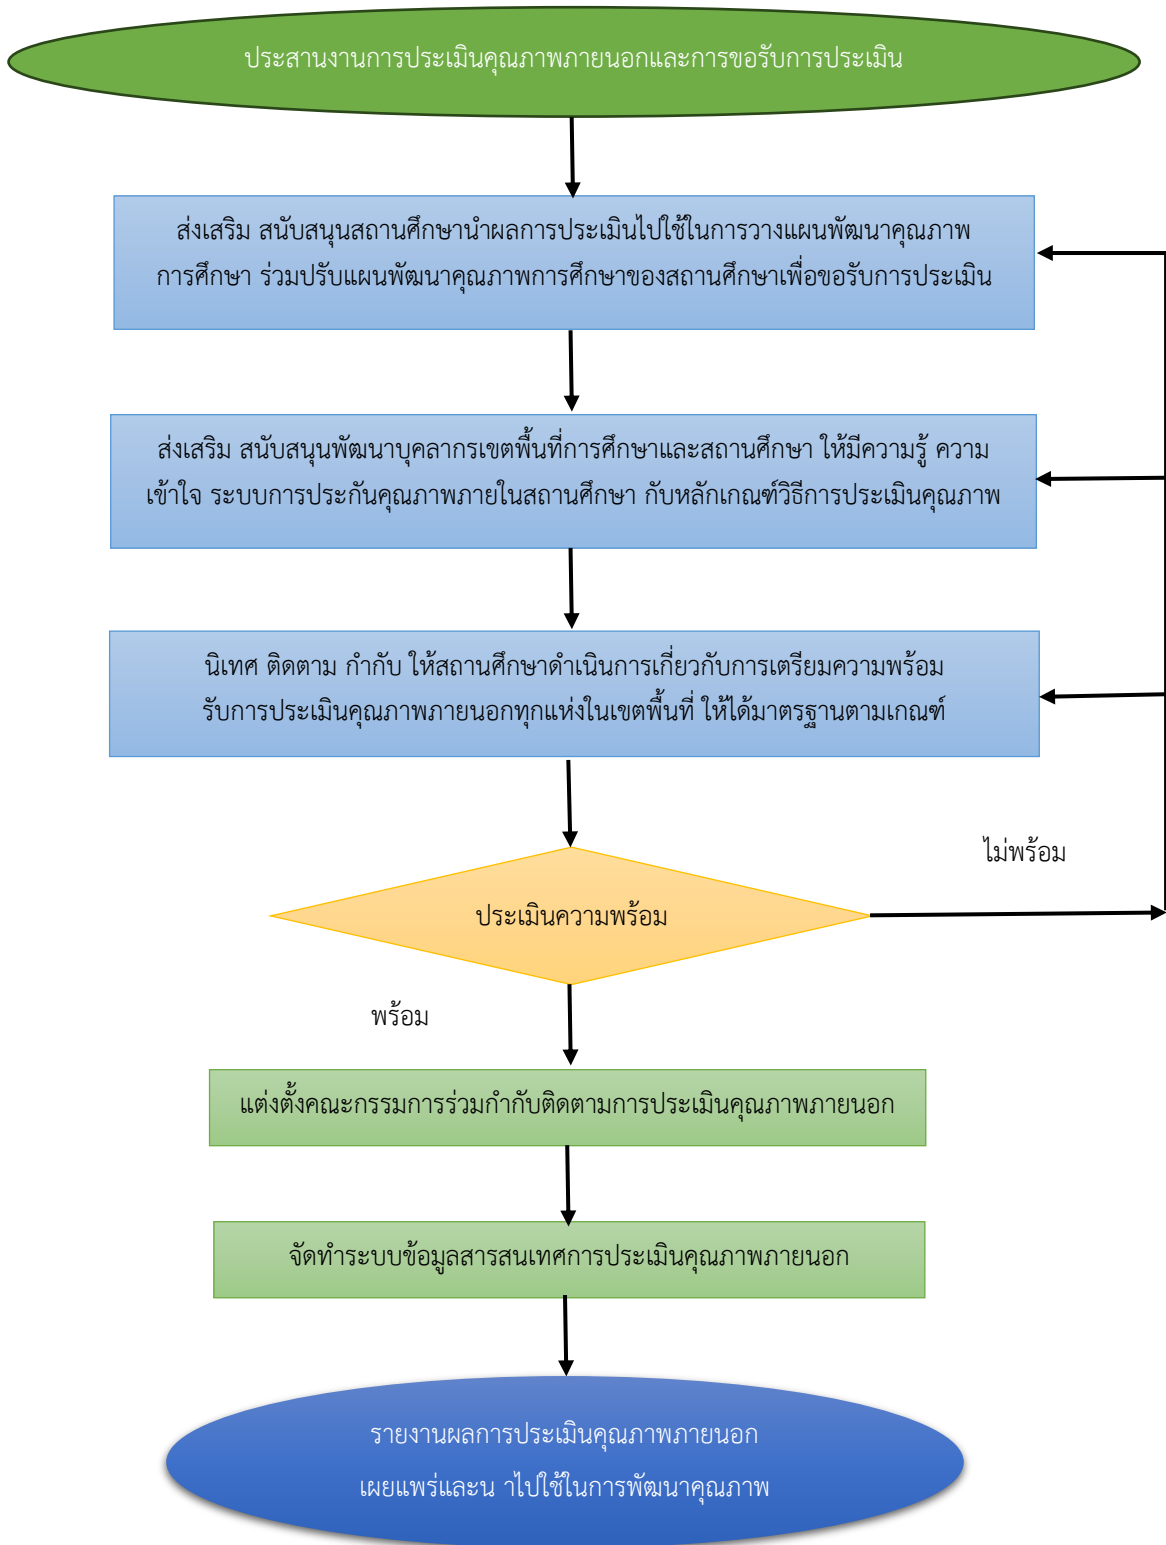 ประสานงานการประเมินคุณภาพภายนอกและการขอรับการประเมิน
ส่งเสริม สนับสนุนสถานศึกษานำผลการประเมินไปใช้ในการวางแผนพัฒนาคุณภาพ
การศึกษา ร่วมปรับแผนพัฒนาคุณภาพการศึกษาของสถานศึกษาเพื่อขอรับการประเมิน
ส่งเสริม สนับสนุนพัฒนาบุคลากรเขตพื้นที่การศึกษาและสถานศึกษา ให้มีความรู้ ความ
เข้าใจ ระบบการประกันคุณภาพภายในสถานศึกษา กับหลักเกณฑ์วิธีการประเมินคุณภาพ
นิเทศ ติดตาม กำกับ ให้สถานศึกษาดำเนินการเกี่ยวกับการเตรียมความพร้อม
รับการประเมินคุณภาพภายนอกทุกแห่งในเขตพื้นที่ ให้ได้มาตรฐานตามเกณฑ์
ไม่พร้อม
ประเมินความพร้อม
พร้อม
แต่งตั้งคณะกรรมการร่วมกำกับติดตามการประเมินคุณภาพภายนอก
จัดทำระบบข้อมูลสารสนเทศการประเมินคุณภาพภายนอก
รายงานผลการประเมินคุณภาพภายนอก
เผยแพร่และน าไปใช้ในการพัฒนาคุณภาพ